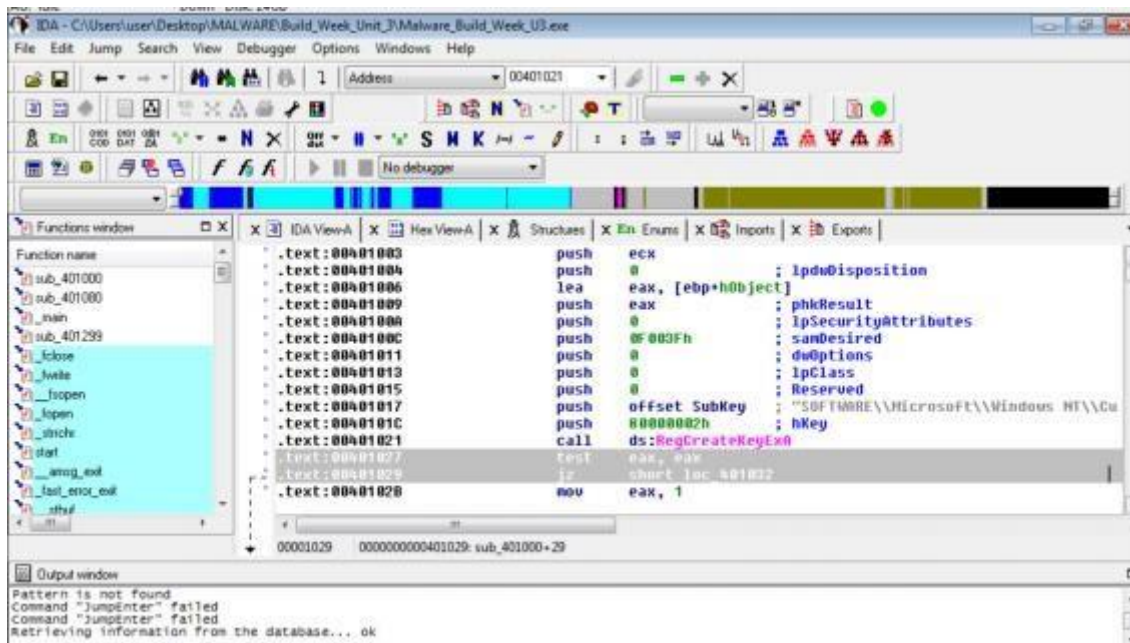 IDA - C:\Users\user\Desktop\MALWARE\Build_Week_Unit_3\Malware_Build_Week_U3.exe
File Edit Jump Search View Debugger Options Windows Help
Address 00401021
No debugger
Functions window
IDA View-A Hex View-A Structures Enums Imports Exports
Function name
sub_401000
sub_401080
_main
sub_401299
_fclose
_fwrite
__fsopen
_fopen
_strchr
start
__amsg_exit
_fast_error_exit
__stbuf
.text:00401003 push ecx
.text:00401004 push 0 ; lpdwDisposition
.text:00401006 lea eax, [ebp+hObject]
.text:00401009 push eax ; phkResult
.text:0040100A push 0 ; lpSecurityAttributes
.text:0040100C push 0F003Fh ; samDesired
.text:00401011 push 0 ; dwOptions
.text:00401013 push 0 ; lpClass
.text:00401015 push 0 ; Reserved
.text:00401017 push offset SubKey ; "SOFTWARE\\Microsoft\\Windows NT\\Cu
.text:0040101C push 80000002h ; hKey
.text:00401021 call ds:RegCreateKeyExA
.text:00401027 test eax, eax
.text:00401029 jz short loc_401032
.text:0040102B mov eax, 1
00001029 0000000000401029: sub_401000+29
Output window
Pattern is not found
Command "JumpEnter" failed
Command "JumpEnter" failed
Retrieving information from the database... ok